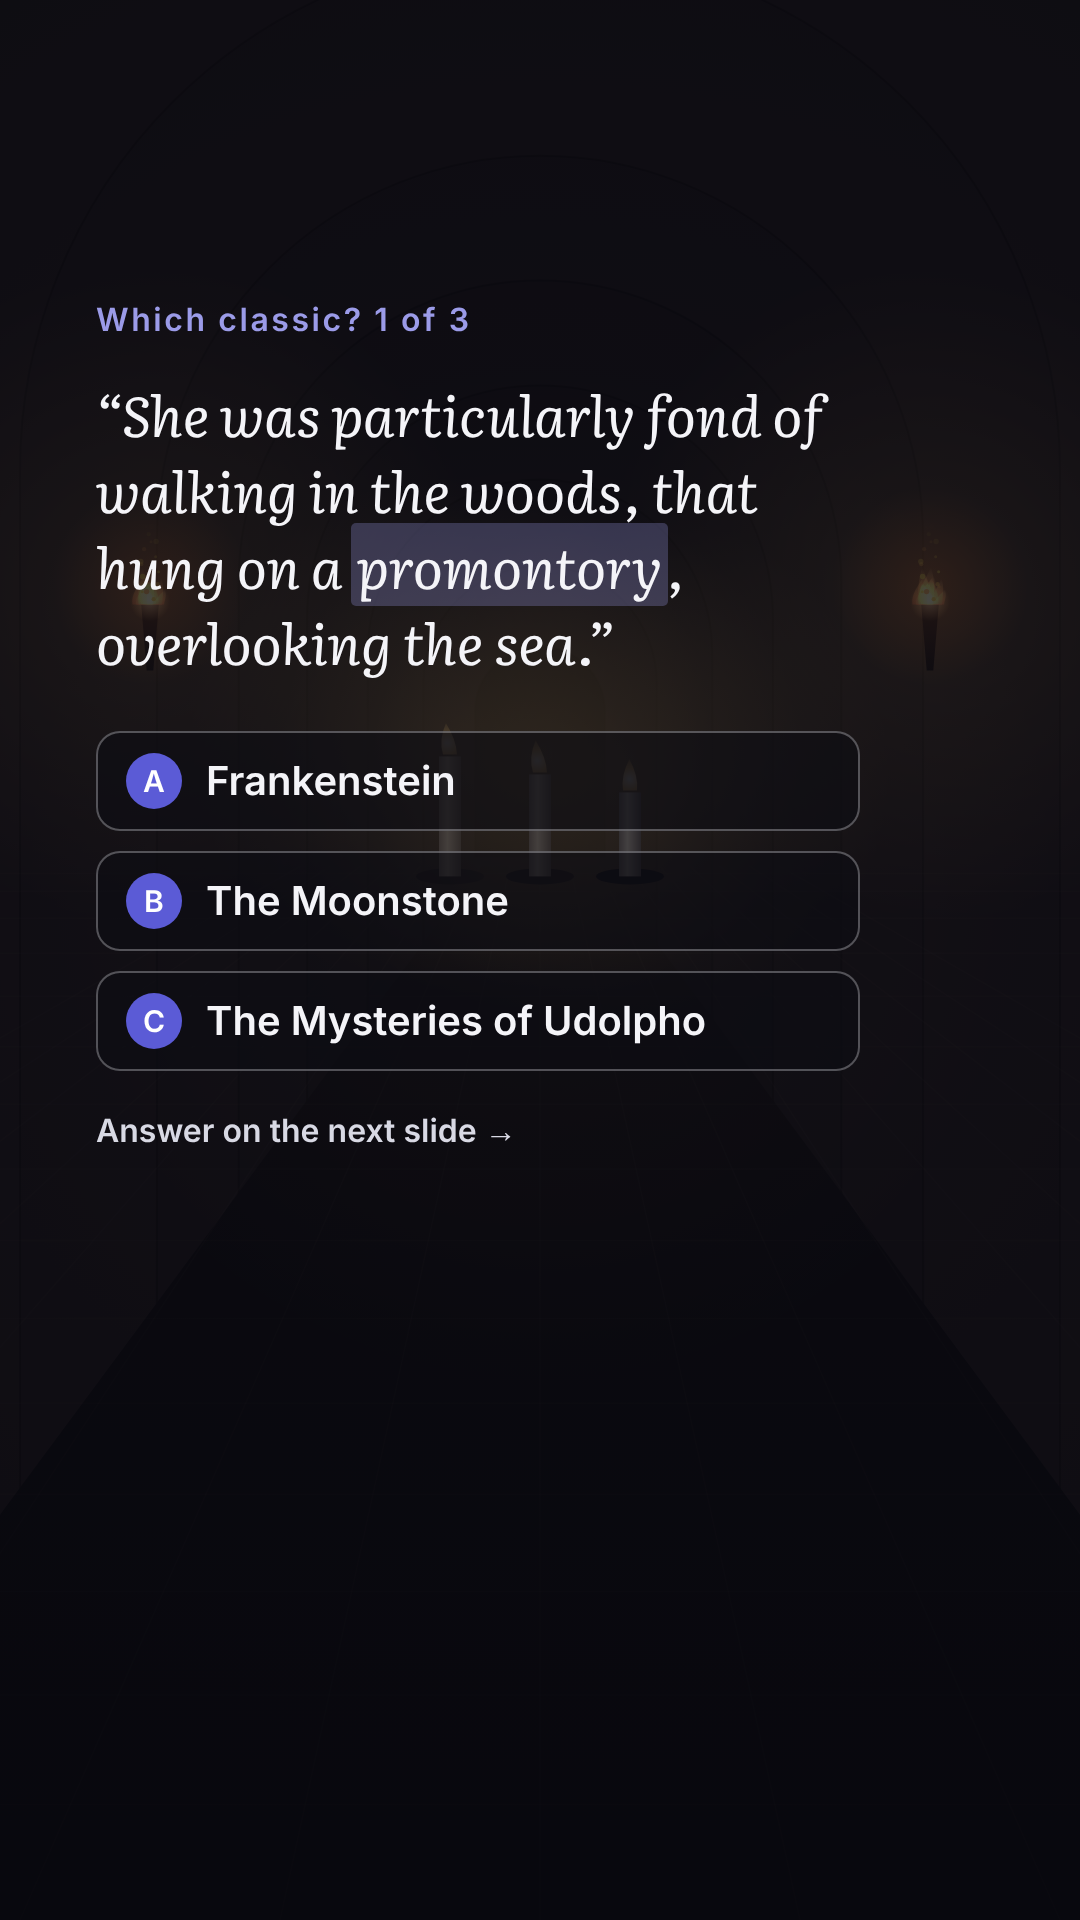 Which classic? 1 of 3
“She was particularly fond of
walking in the woods, that
hung on a promontory,
overlooking the sea.”
A Frankenstein
B The Moonstone
C The Mysteries of Udolpho
Answer on the next slide →